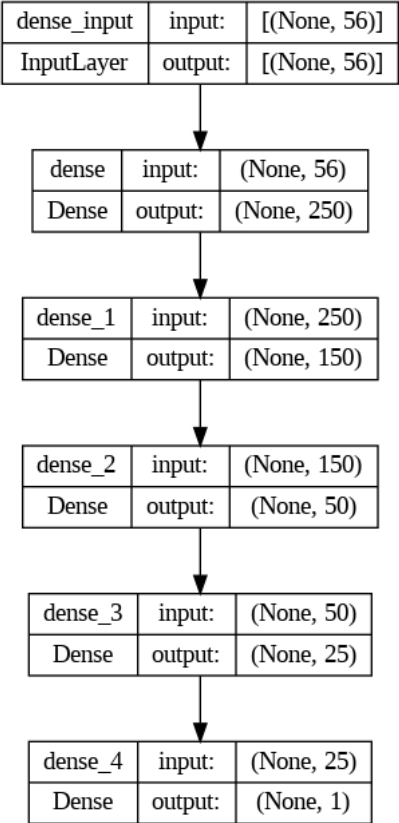 dense_input input: [(None, 56)]
InputLayer output: [(None, 56)]
dense input: (None, 56)
Dense output: (None, 250)
dense_1 input: (None, 250)
Dense output: (None, 150)
dense_2 input: (None, 150)
Dense output: (None, 50)
dense_3 input: (None, 50)
Dense output: (None, 25)
dense_4 input: (None, 25)
Dense output: (None, 1)